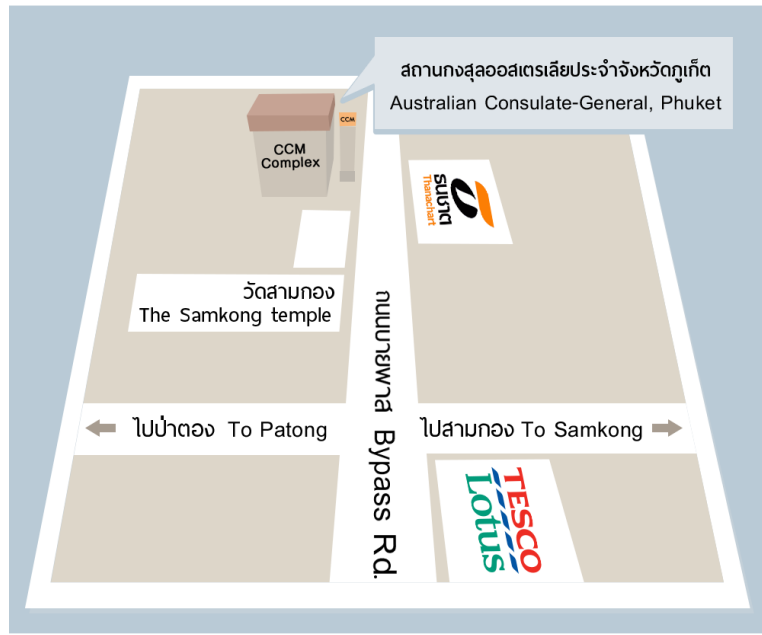 สถานกงสุลออสเตรเลียประจำจังหวัดภูเก็ต
Australian Consulate-General, Phuket
CCM
CCM
Complex
ธนชาต
Thanachart
วัดสามกอง
The Samkong temple
ถนนบายพาส Bypass Rd.
ไปป่าตอง To Patong
ไปสามกอง To Samkong
TESCO
Lotus